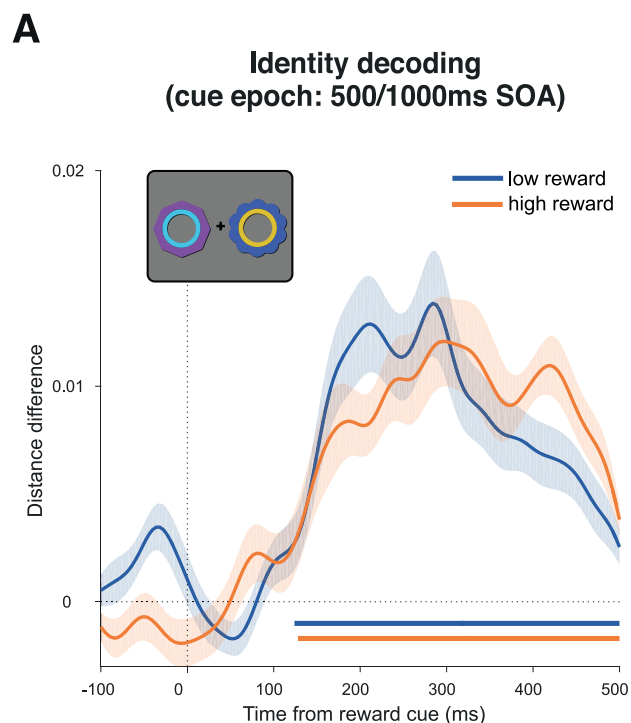 A
Identity decoding
(cue epoch: 500/1000ms SOA)
0.02
low reward
high reward
+
Distance difference
0.01
0
-100 0 100 200 300 400 500
Time from reward cue (ms)